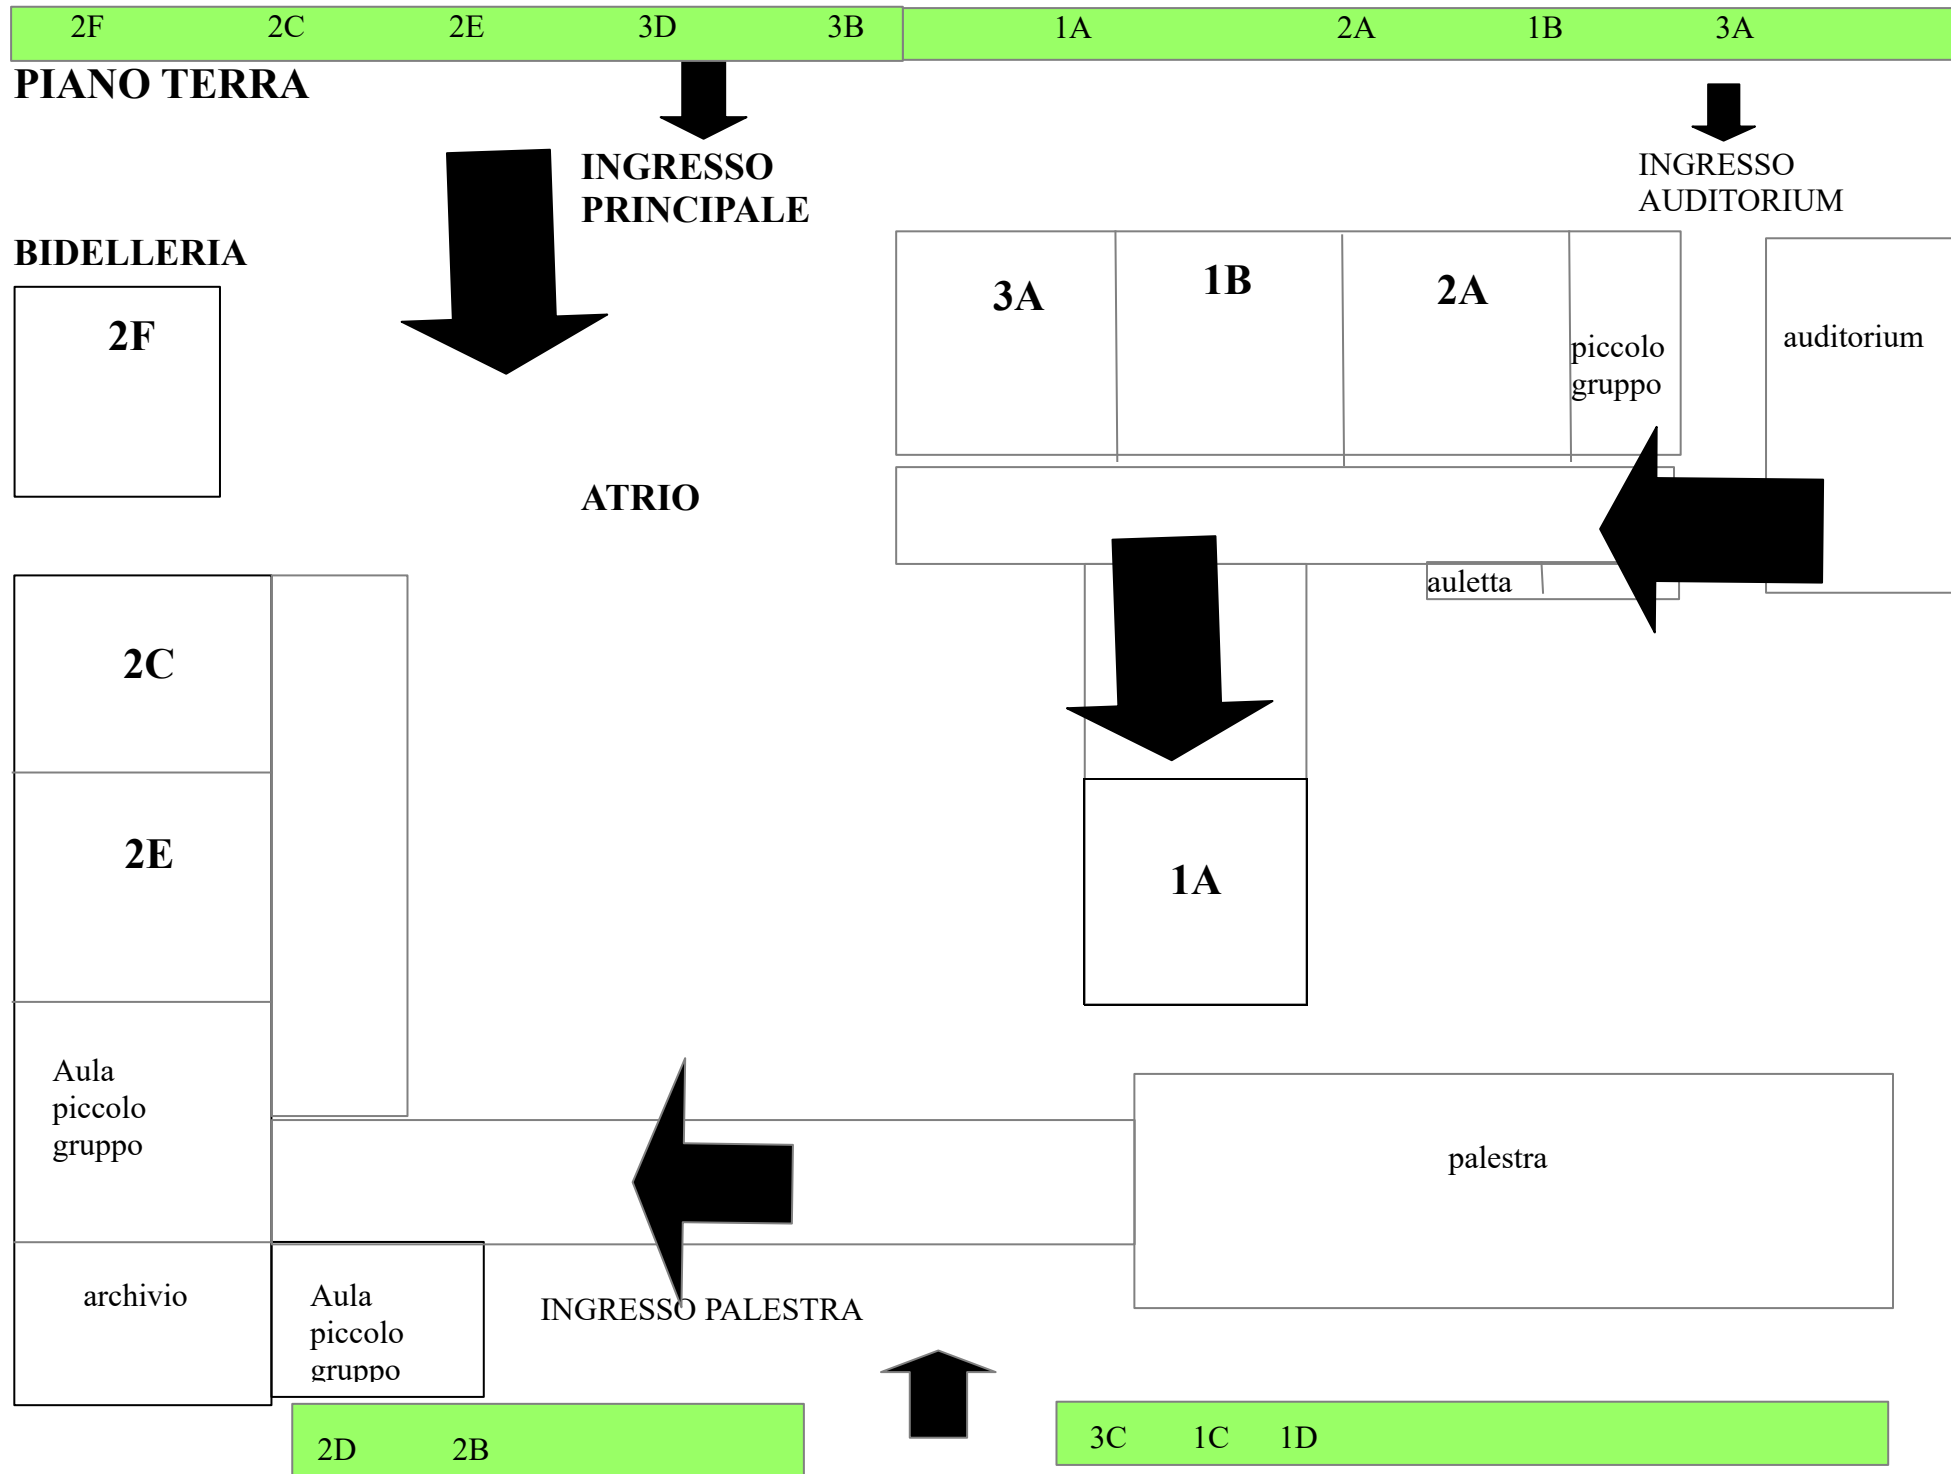 2F 2C 2E 3D 3B 1A 2A 1B 3A
PIANO TERRA
INGRESSO
PRINCIPALE
INGRESSO
AUDITORIUM
BIDELLERIA
2F
3A
1B
2A
piccolo
gruppo
auditorium
ATRIO
auletta
2C
2E
1A
Aula
piccolo
gruppo
palestra
archivio
Aula
piccolo
gruppo
INGRESSO PALESTRA
2D 2B
3C 1C 1D